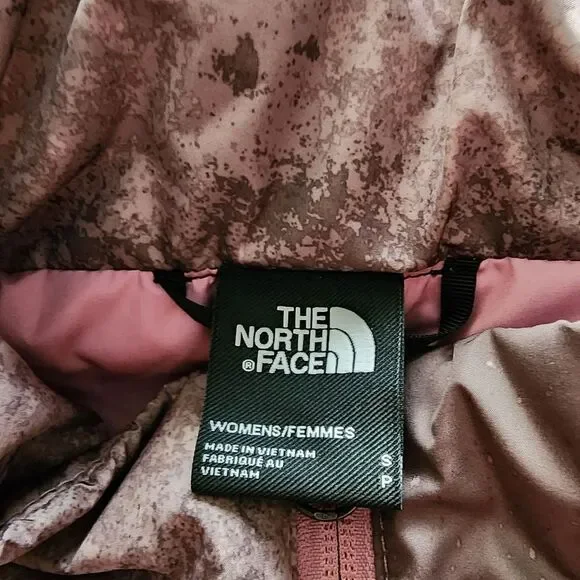 THE
NORTH
FACE
®
WOMENS/FEMMES
MADE IN VIETNAM
FABRIQUÉ AU
VIETNAM
S
P